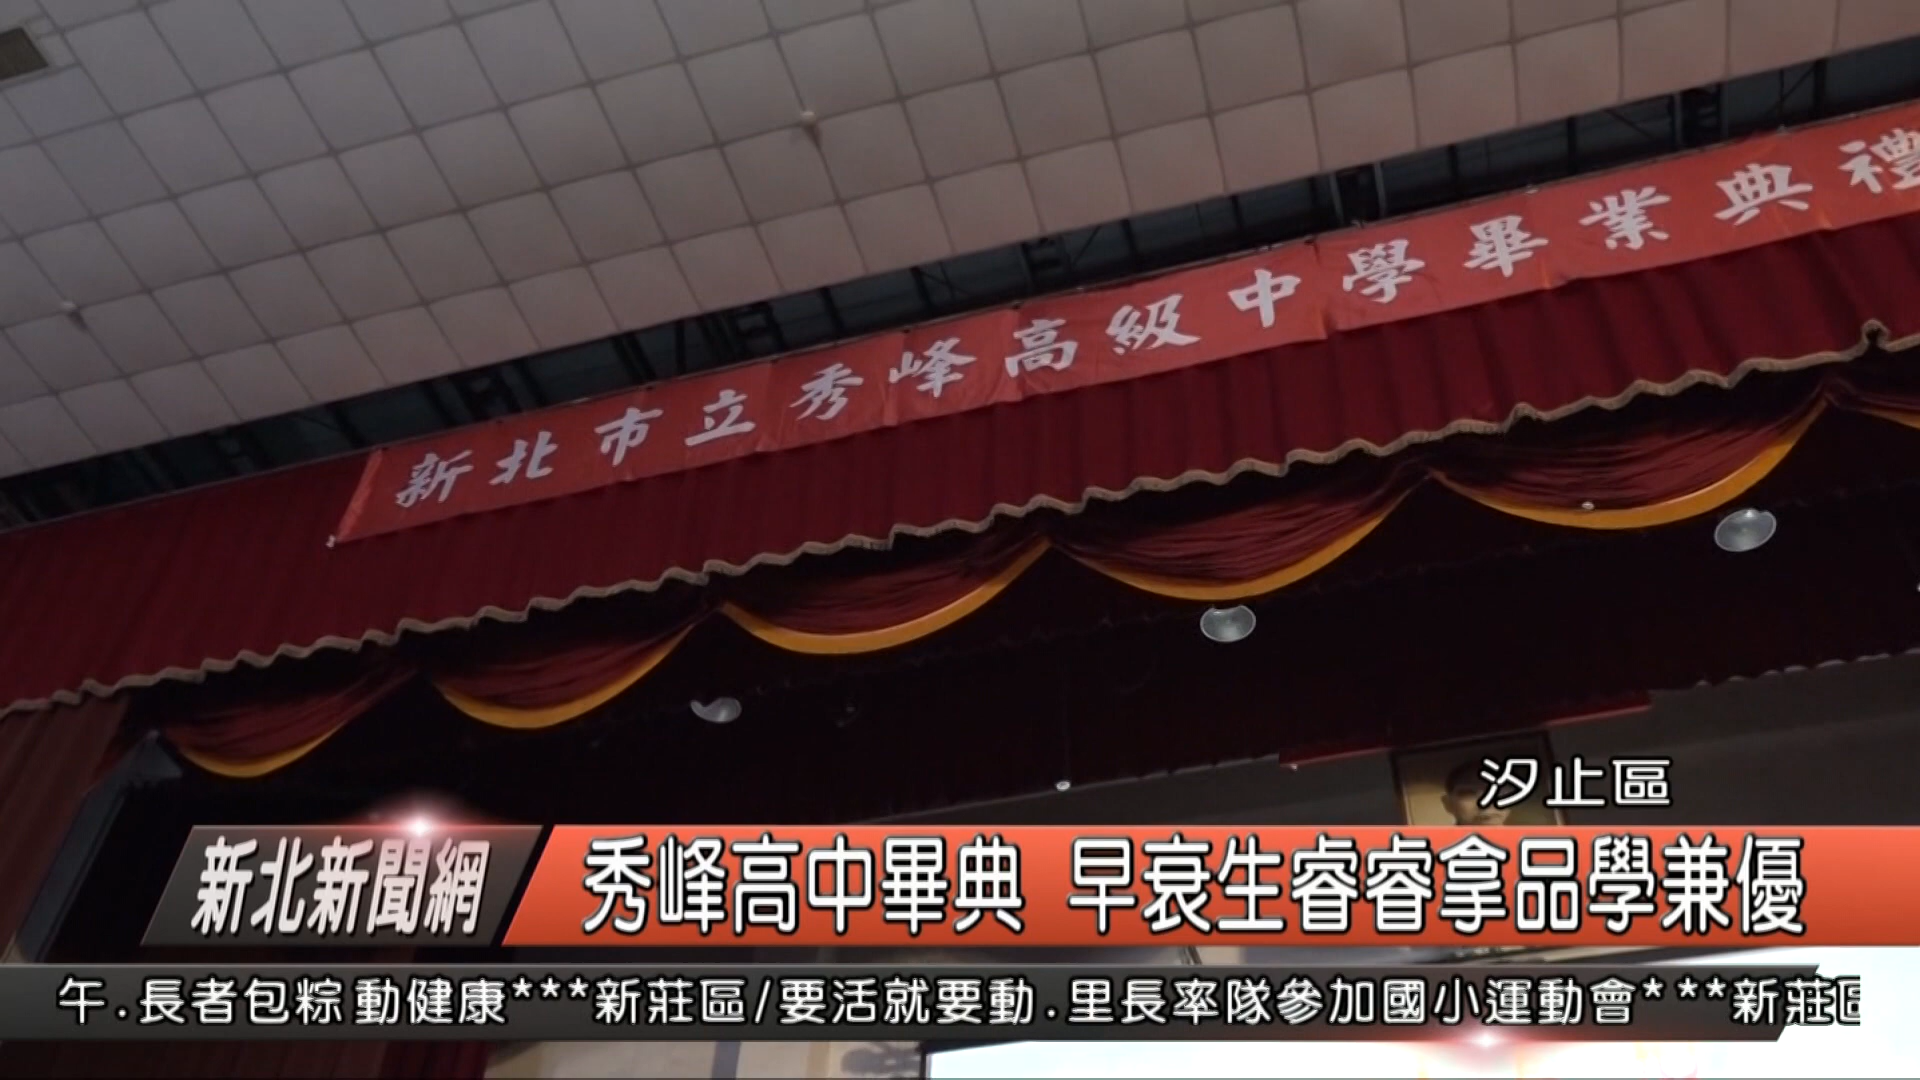 新北市立秀峰高級中學畢業典禮
汐止區
新北新聞網
秀峰高中畢典 早衰生睿睿拿品學兼優
午.長者包粽動健康***新莊區/要活就要動.里長率隊參加國小運動會***新莊區